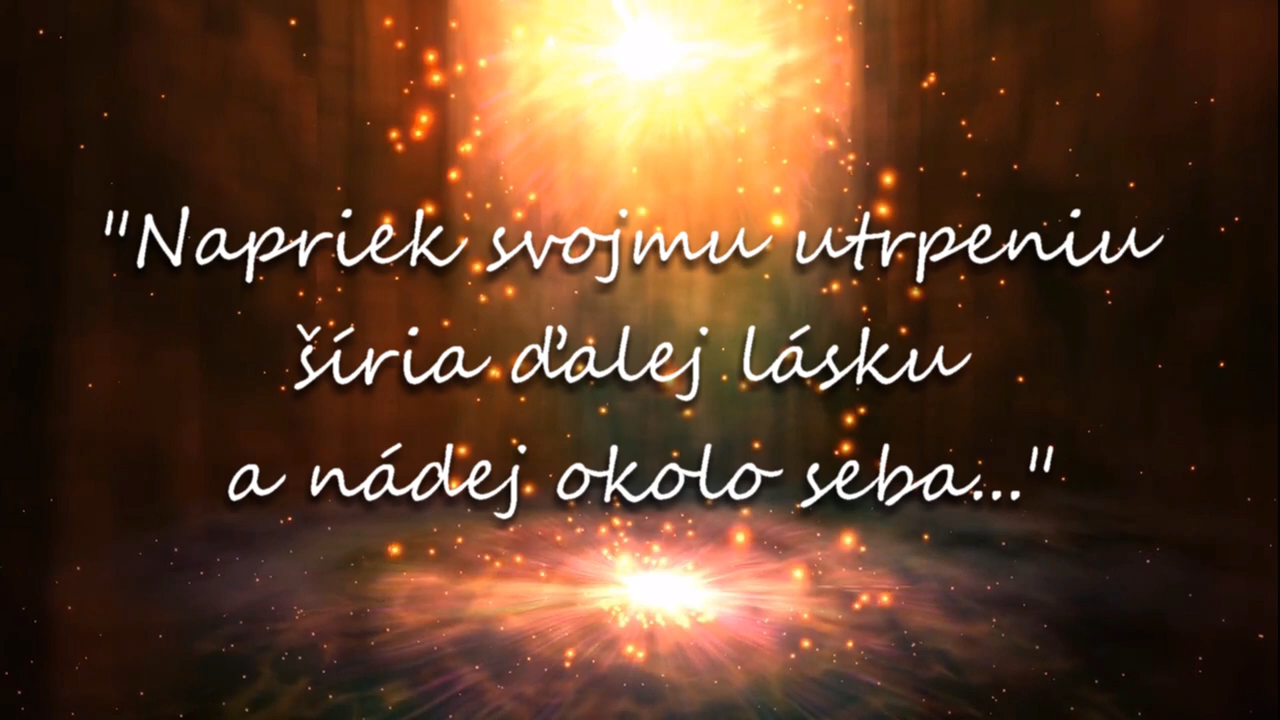 "Napriek svojmu utrpeniu
šíria ďalej lásku
a nádej okolo seba..."